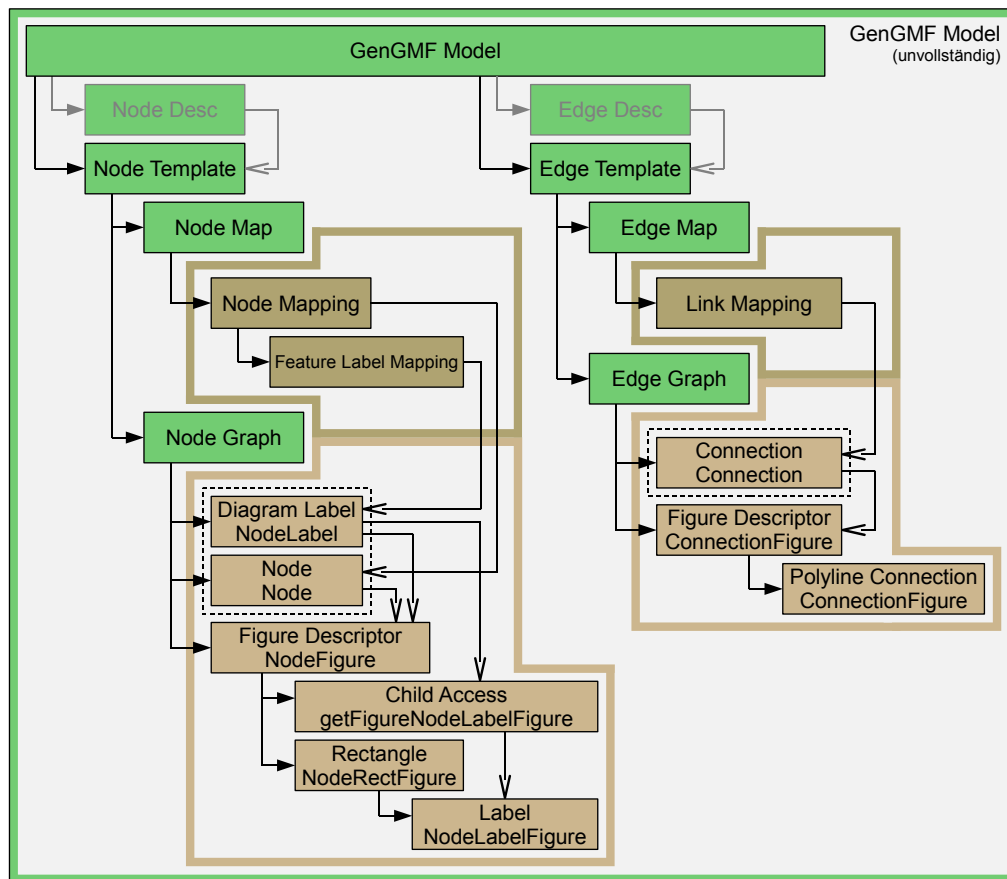 GenGMF Model
GenGMF Model
(unvollständig)
Node Desc
Edge Desc
Node Template
Edge Template
Node Map
Edge Map
Node Mapping
Link Mapping
Feature Label Mapping
Edge Graph
Node Graph
Connection
Connection
Diagram Label
NodeLabel
Figure Descriptor
ConnectionFigure
Node
Node
Polyline Connection
ConnectionFigure
Figure Descriptor
NodeFigure
Child Access
getFigureNodeLabelFigure
Rectangle
NodeRectFigure
Label
NodeLabelFigure